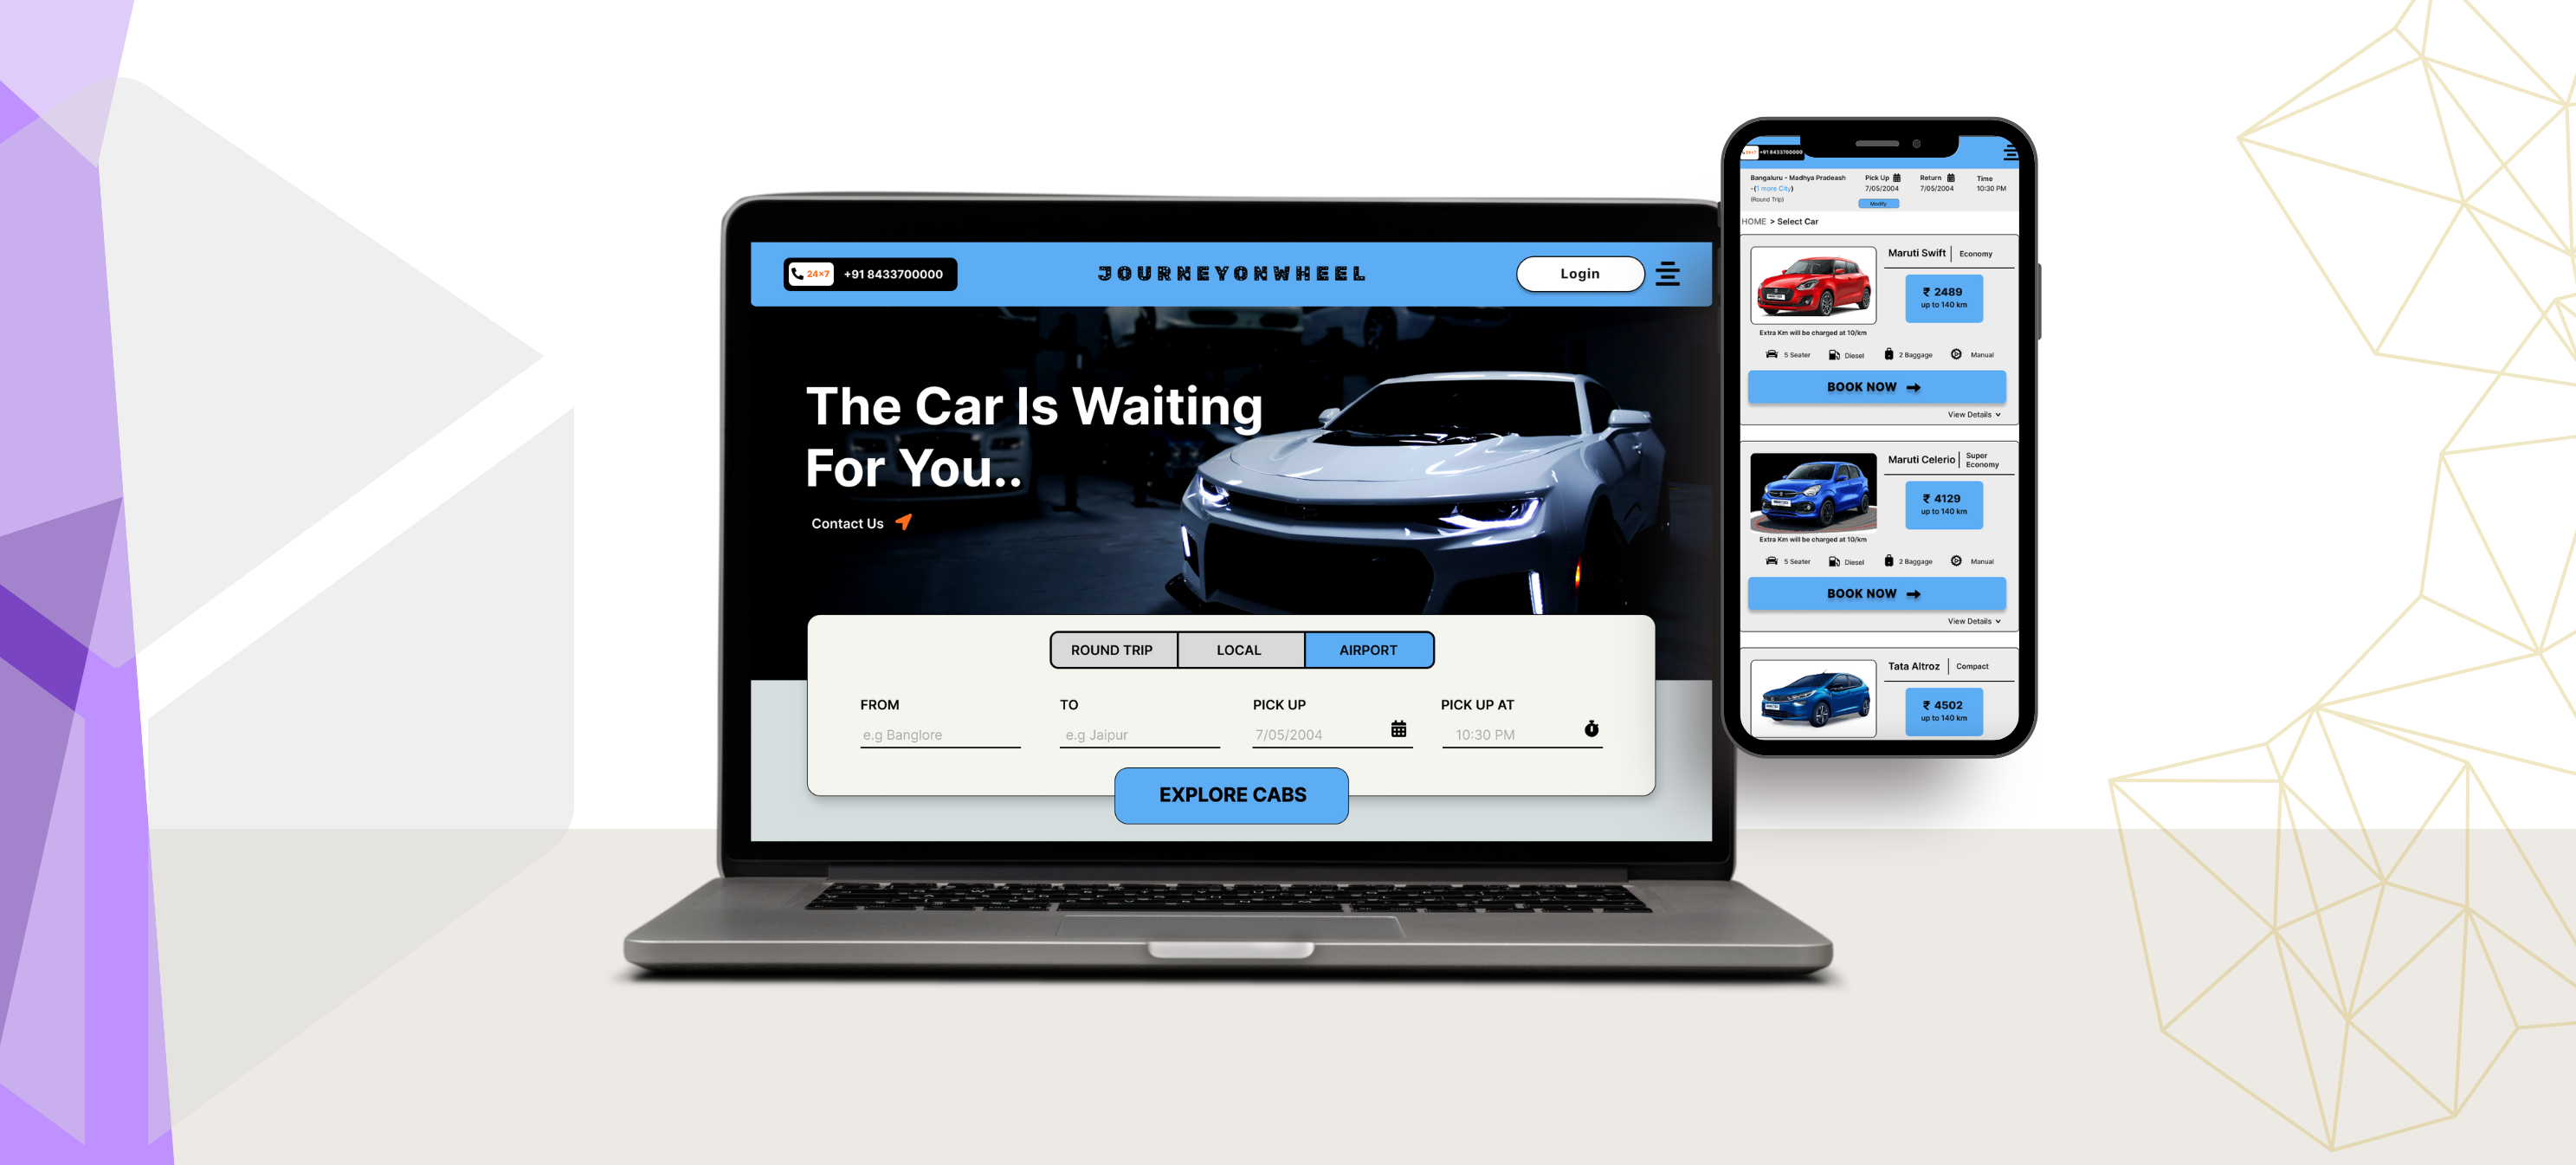 24×7 +91 8433700000
JOURNEYONWHEEL
Login
The Car Is Waiting
For You..
Contact Us
ROUND TRIP LOCAL AIRPORT
FROM TO PICK UP PICK UP AT
e.g Banglore e.g Jaipur 7/05/2004 10:30 PM
EXPLORE CABS
24×7 +91 8433700000
Bangaluru - Madhya Pradeash Pick Up Return Time
-(1 more City) 7/05/2004 7/05/2004 10:30 PM
(Round Trip) Modify
HOME > Select Car
Maruti Swift Economy
₹ 2489
up to 140 km
Extra Km will be charged at 10/km
5 Seater Diesel 2 Baggage Manual
BOOK NOW
View Details
Maruti Celerio Super
Economy
₹ 4129
up to 140 km
Extra Km will be charged at 10/km
5 Seater Diesel 2 Baggage Manual
BOOK NOW
View Details
Tata Altroz Compact
₹ 4502
up to 140 km